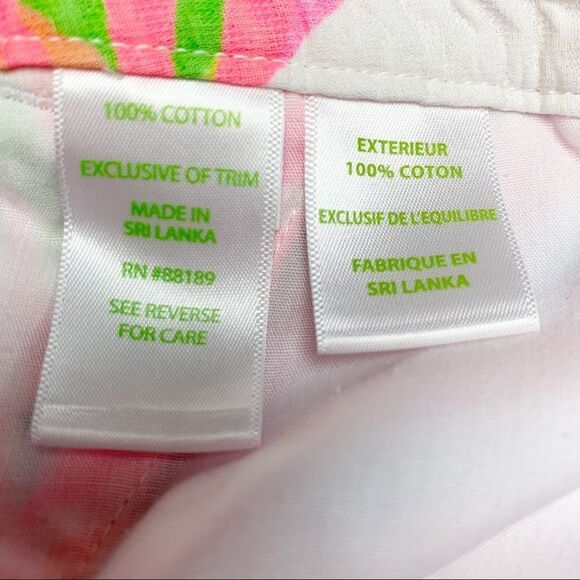 100% COTTON
EXCLUSIVE OF TRIM
MADE IN
SRI LANKA
RN #88189
SEE REVERSE
FOR CARE
EXTERIEUR
100% COTON
EXCLUSIF DE L'EQUILIBRE
FABRIQUE EN
SRI LANKA